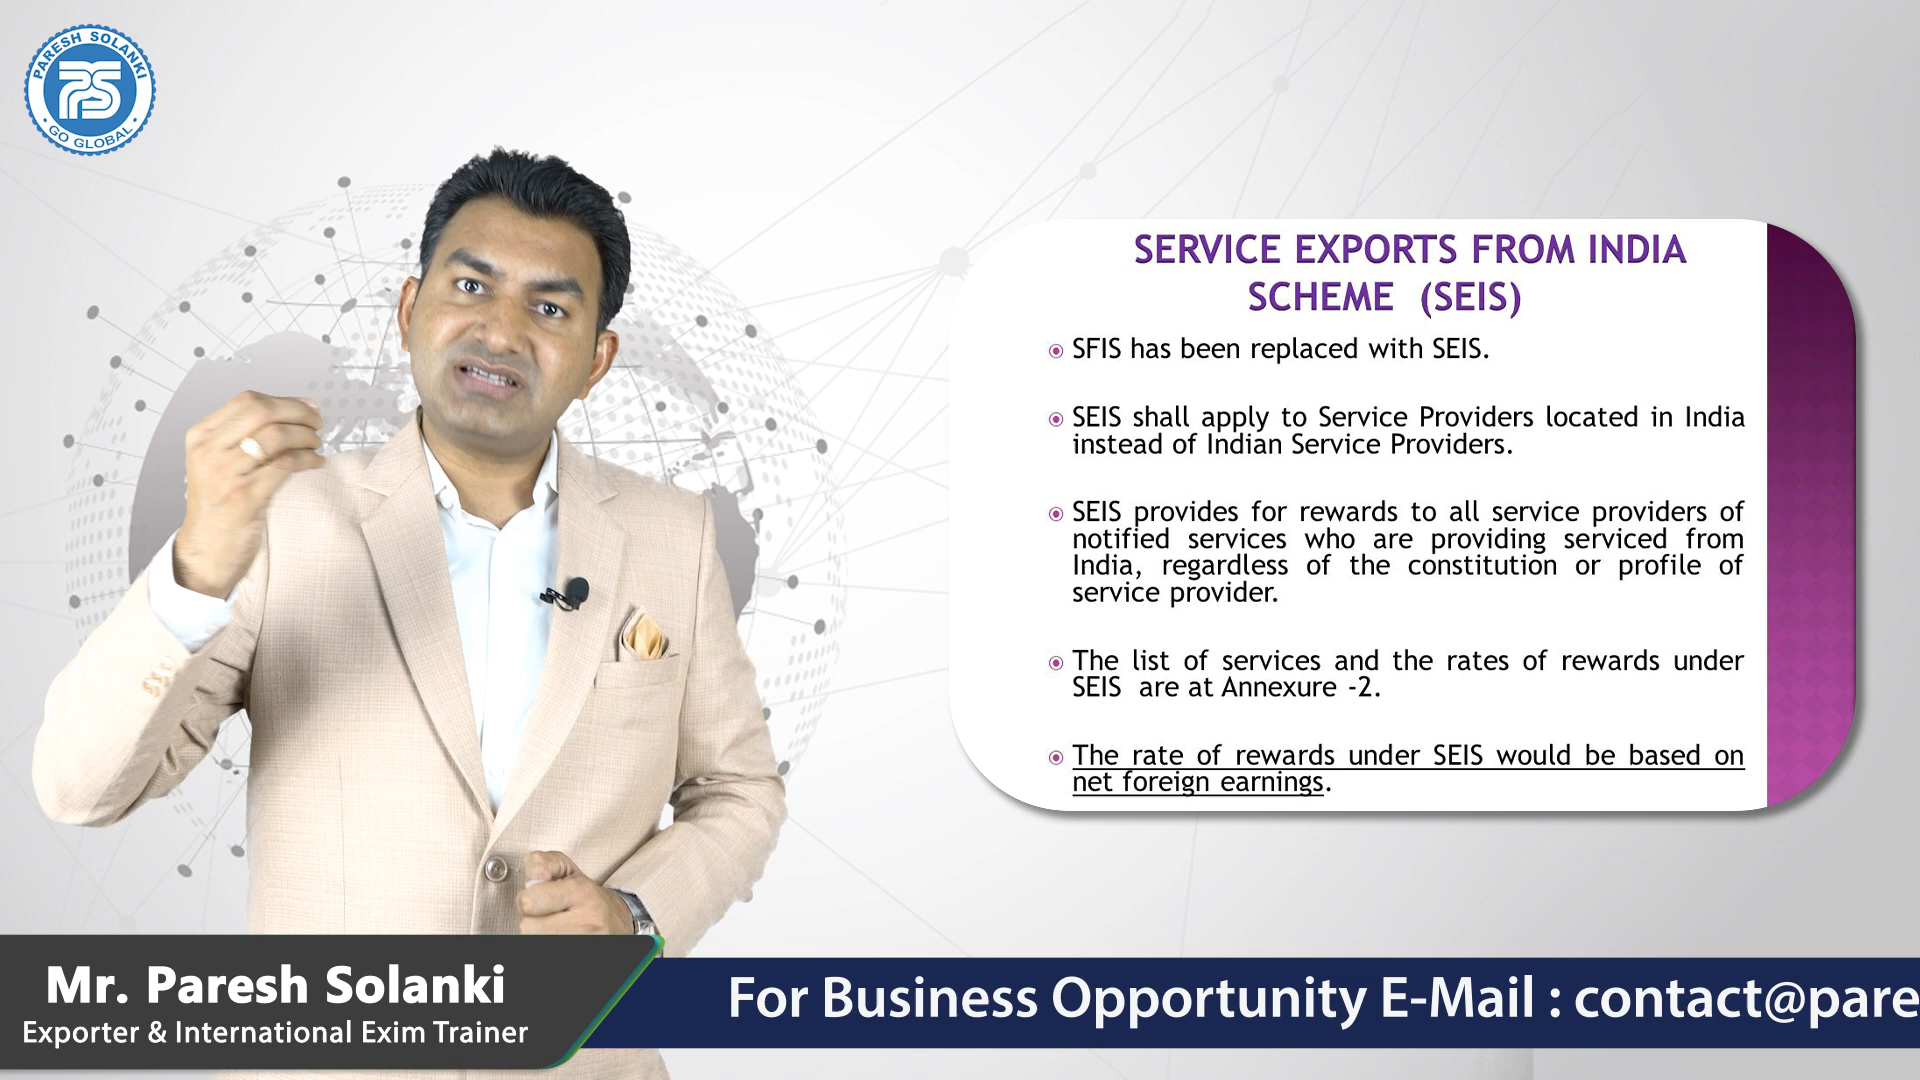 PARESH SOLANKI
PS
GO GLOBAL
SERVICE EXPORTS FROM INDIA
SCHEME (SEIS)
SFIS has been replaced with SEIS.
SEIS shall apply to Service Providers located in India
instead of Indian Service Providers.
SEIS provides for rewards to all service providers of
notified services who are providing serviced from
India, regardless of the constitution or profile of
service provider.
The list of services and the rates of rewards under
SEIS are at Annexure -2.
The rate of rewards under SEIS would be based on
net foreign earnings.
Mr. Paresh Solanki
Exporter & International Exim Trainer
For Business Opportunity E-Mail : contact@pare